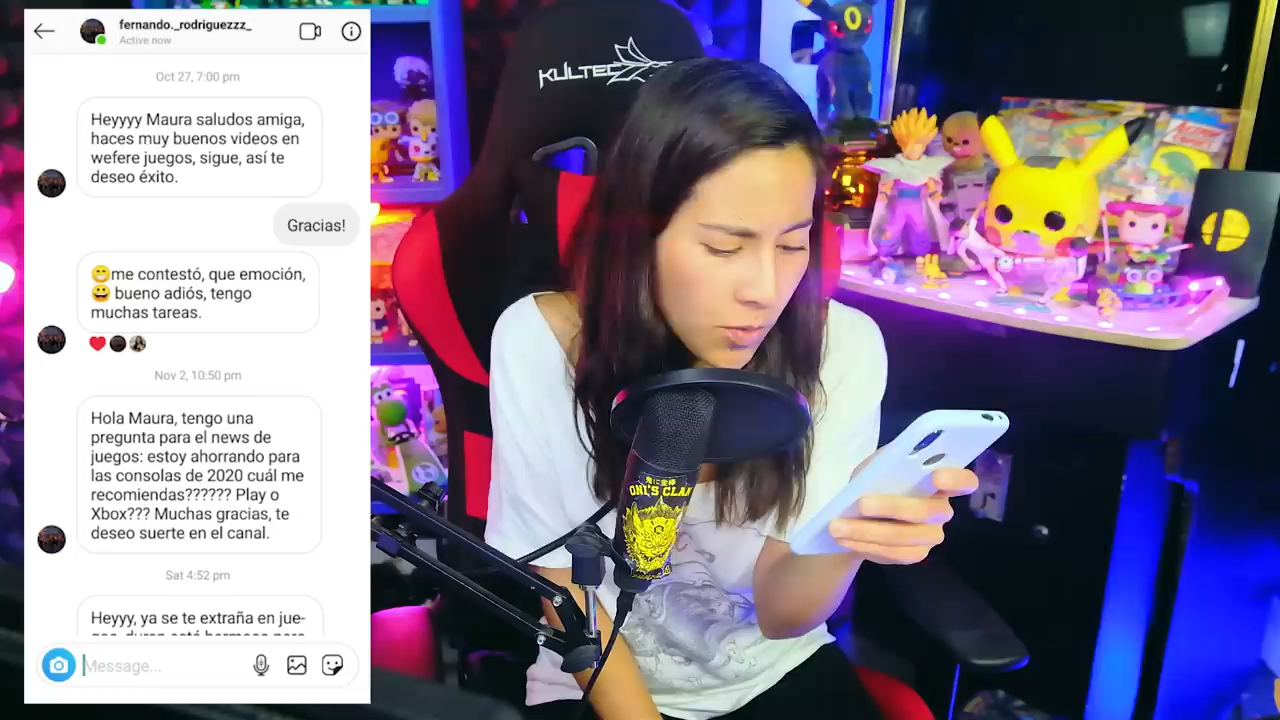 fernando._rodriguezzz_
Active now
Oct 27, 7:00 pm
Heyyyy Maura saludos amiga,
haces muy buenos videos en
wefere juegos, sigue, así te
deseo éxito.
Gracias!
me contestó, que emoción,
bueno adiós, tengo
muchas tareas.
Nov 2, 10:50 pm
Hola Maura, tengo una
pregunta para el news de
juegos: estoy ahorrando para
las consolas de 2020 cuál me
recomiendas?????? Play o
Xbox??? Muchas gracias, te
deseo suerte en el canal.
Sat 4:52 pm
Heyyy, ya se te extraña en jue-
Message...
KULTEC
ONI'S CLAN